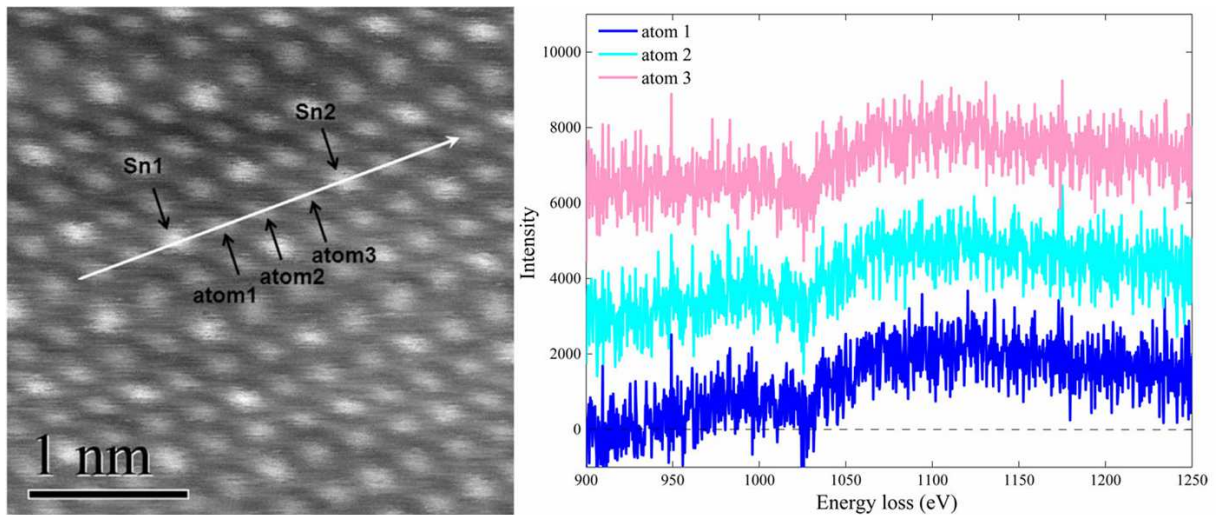 Sn2
Sn1
atom3
atom2
atom1
1 nm
atom 1
atom 2
atom 3
10000
8000
6000
4000
2000
0
Intensity
900 950 1000 1050 1100 1150 1200 1250
Energy loss (eV)